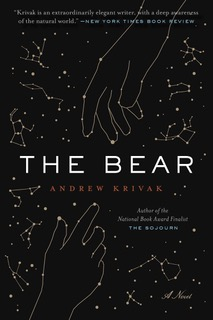 "Krivak is an extraordinarily elegant writer, with a deep awareness
of the natural world." —NEW YORK TIMES BOOK REVIEW
THE BEAR
ANDREW KRIVAK
Author of the
National Book Award Finalist
THE SOJOURN
A Novel